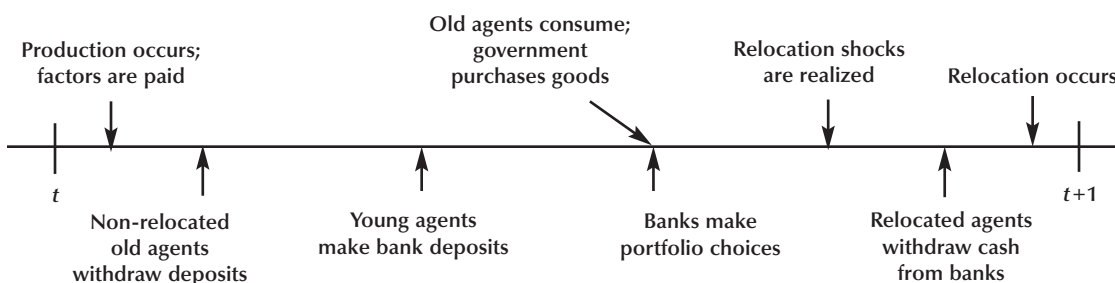 Production occurs;
factors are paid
Old agents consume;
government
purchases goods
Relocation shocks
are realized
Relocation occurs
t
t+1
Non-relocated
old agents
withdraw deposits
Young agents
make bank deposits
Banks make
portfolio choices
Relocated agents
withdraw cash
from banks